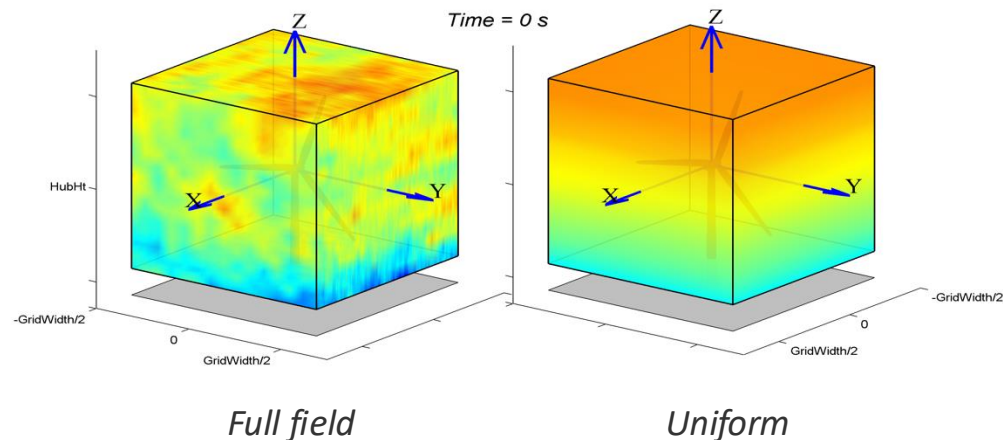 Time = 0 s
Z
Z
HubHt
X
Y
X
Y
-GridWidth/2
0
GridWidth/2
-GridWidth/2
0
GridWidth/2
Full field
Uniform